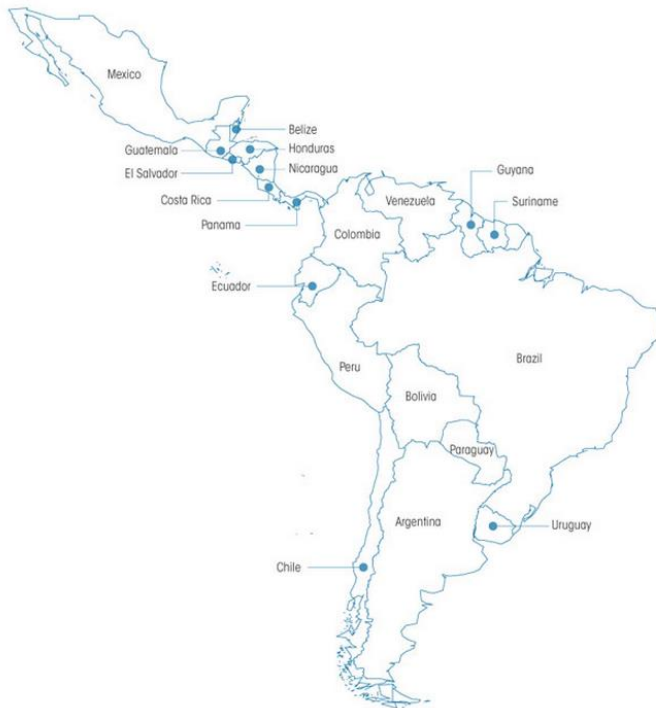 Mexico
Belize
Guatemala
Honduras
El Salvador
Nicaragua
Costa Rica
Panama
Guyana
Venezuela
Suriname
Colombia
Ecuador
Peru
Brazil
Bolivia
Paraguay
Argentina
Uruguay
Chile